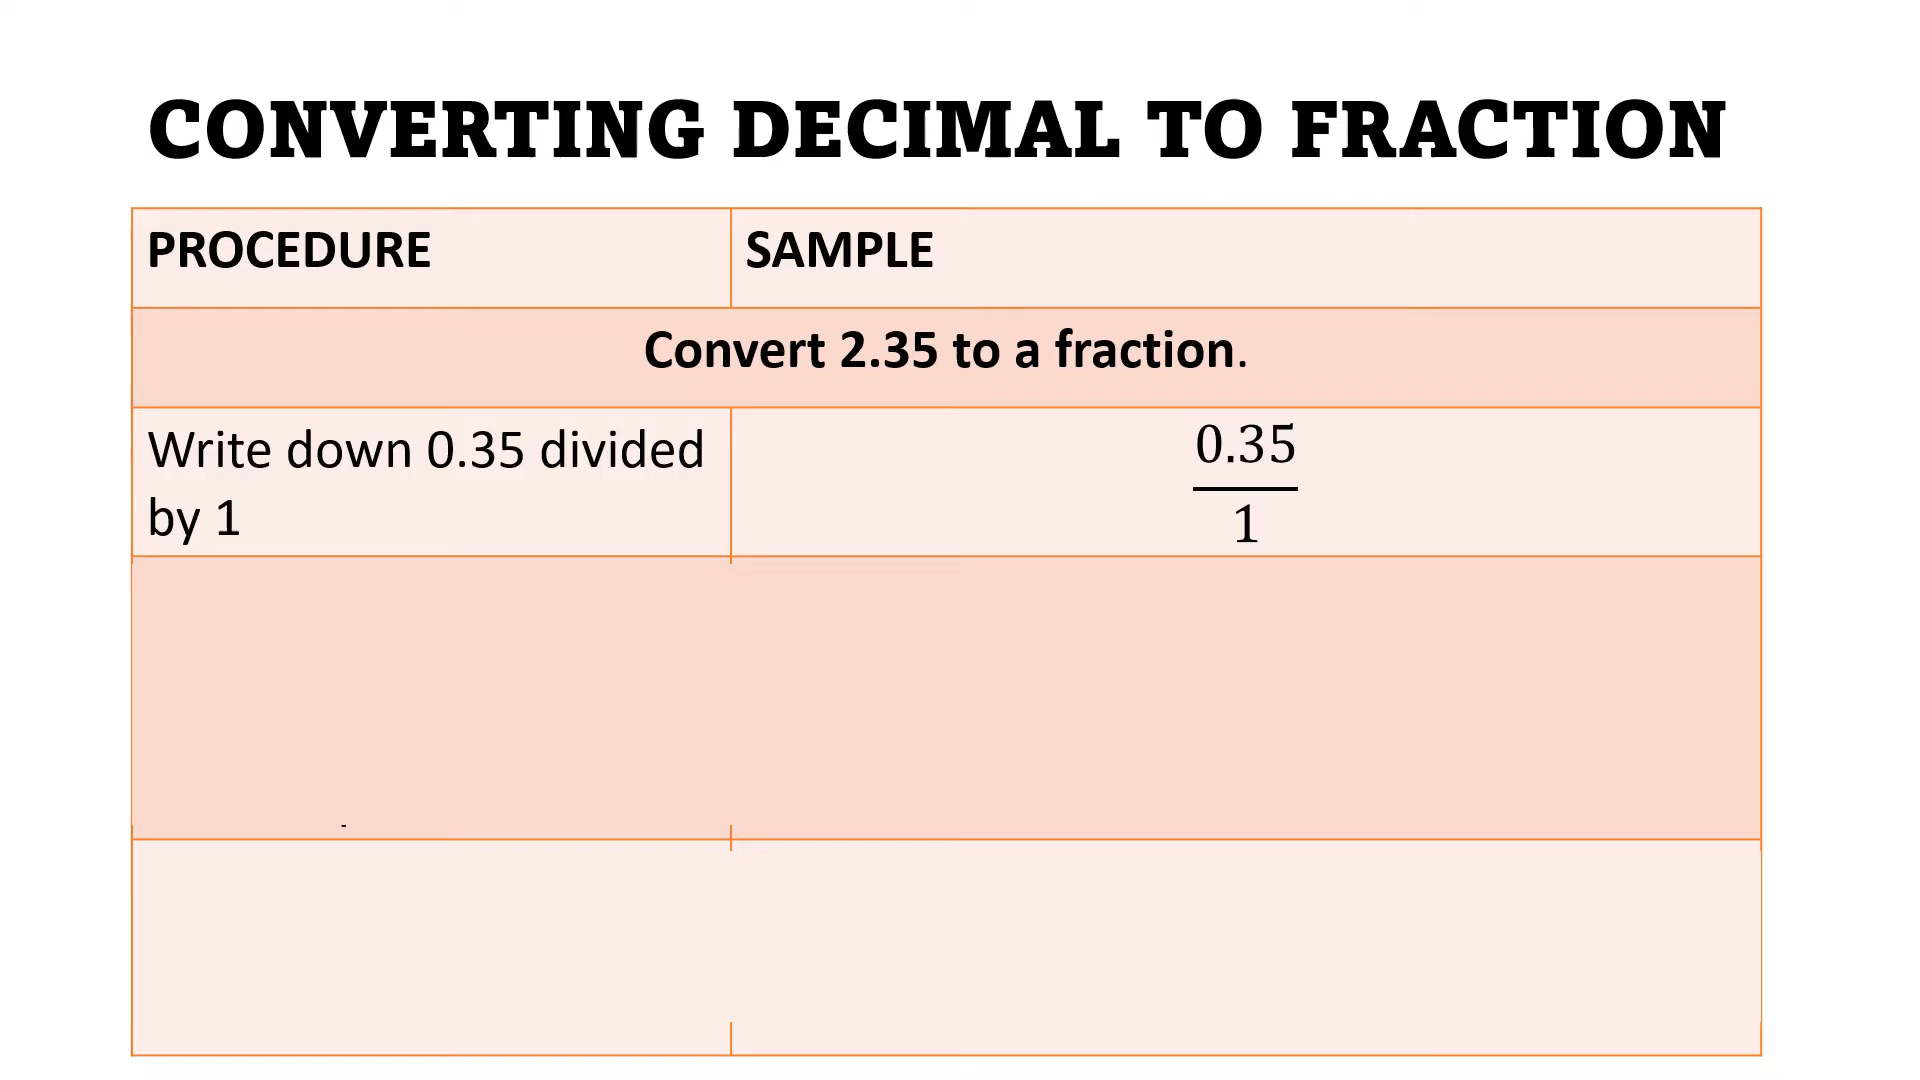 CONVERTING DECIMAL TO FRACTION
PROCEDURE
SAMPLE
Convert 2.35 to a fraction.
Write down 0.35 divided
by 1
0.35
1